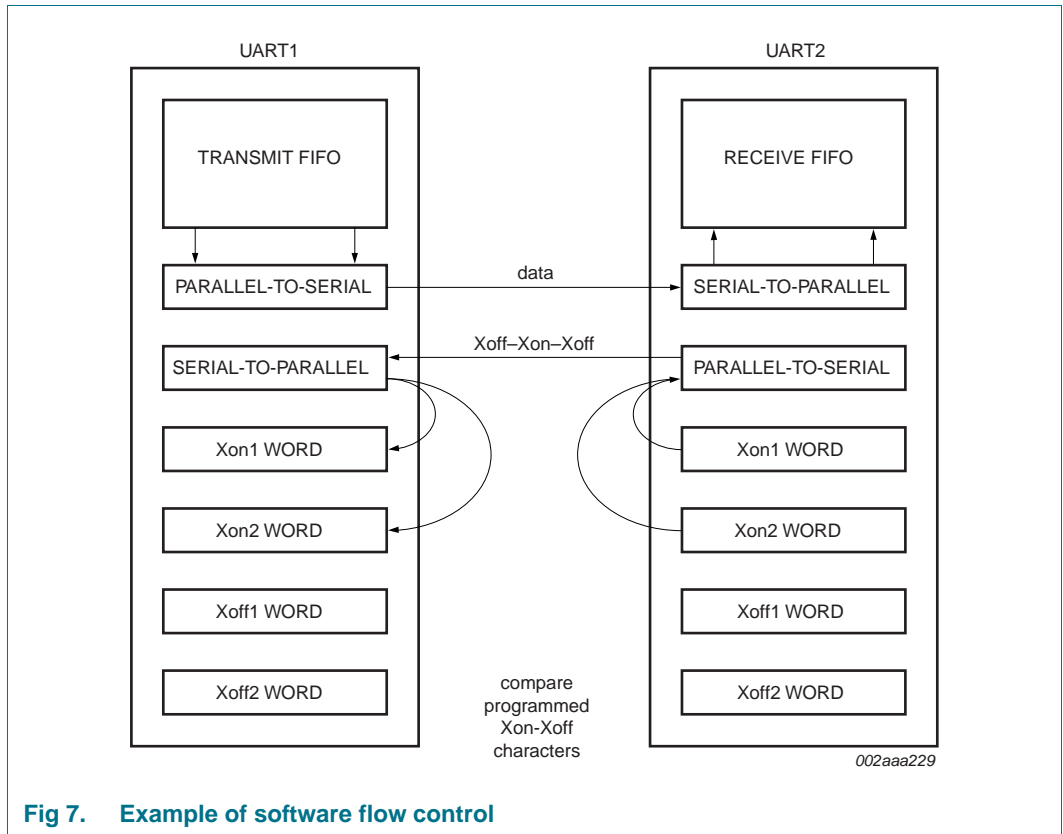 UART1
UART2
TRANSMIT FIFO
RECEIVE FIFO
PARALLEL-TO-SERIAL
data
SERIAL-TO-PARALLEL
SERIAL-TO-PARALLEL
Xoff–Xon–Xoff
PARALLEL-TO-SERIAL
Xon1 WORD
Xon1 WORD
Xon2 WORD
Xon2 WORD
Xoff1 WORD
Xoff1 WORD
Xoff2 WORD
Xoff2 WORD
compare
programmed
Xon-Xoff
characters
002aaa229
Fig 7. Example of software flow control